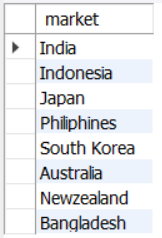 market
India
Indonesia
Japan
Philiphines
South Korea
Australia
Newzealand
Bangladesh